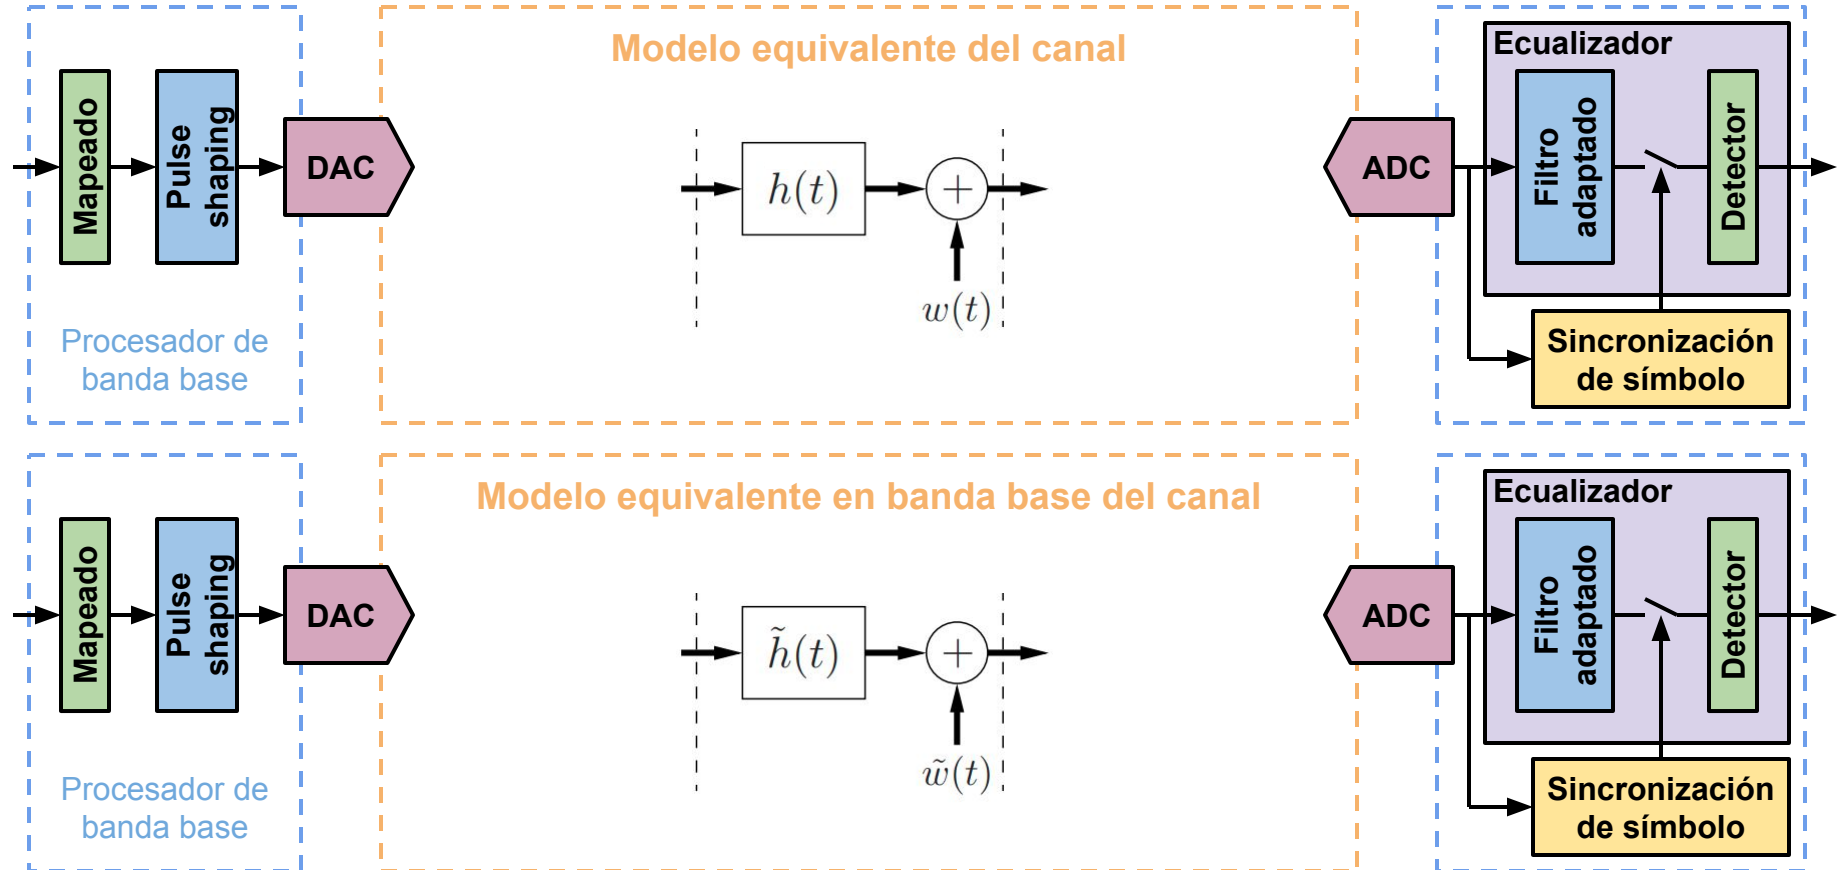 Modelo equivalente del canal
Mapeado
Pulse
shaping
DAC
h(t)
+
w(t)
ADC
Ecualizador
Filtro
adaptado
Detector
Sincronización
de símbolo
Procesador de
banda base
Modelo equivalente en banda base del canal
Mapeado
Pulse
shaping
DAC
h̃(t)
+
w̃(t)
ADC
Ecualizador
Filtro
adaptado
Detector
Sincronización
de símbolo
Procesador de
banda base